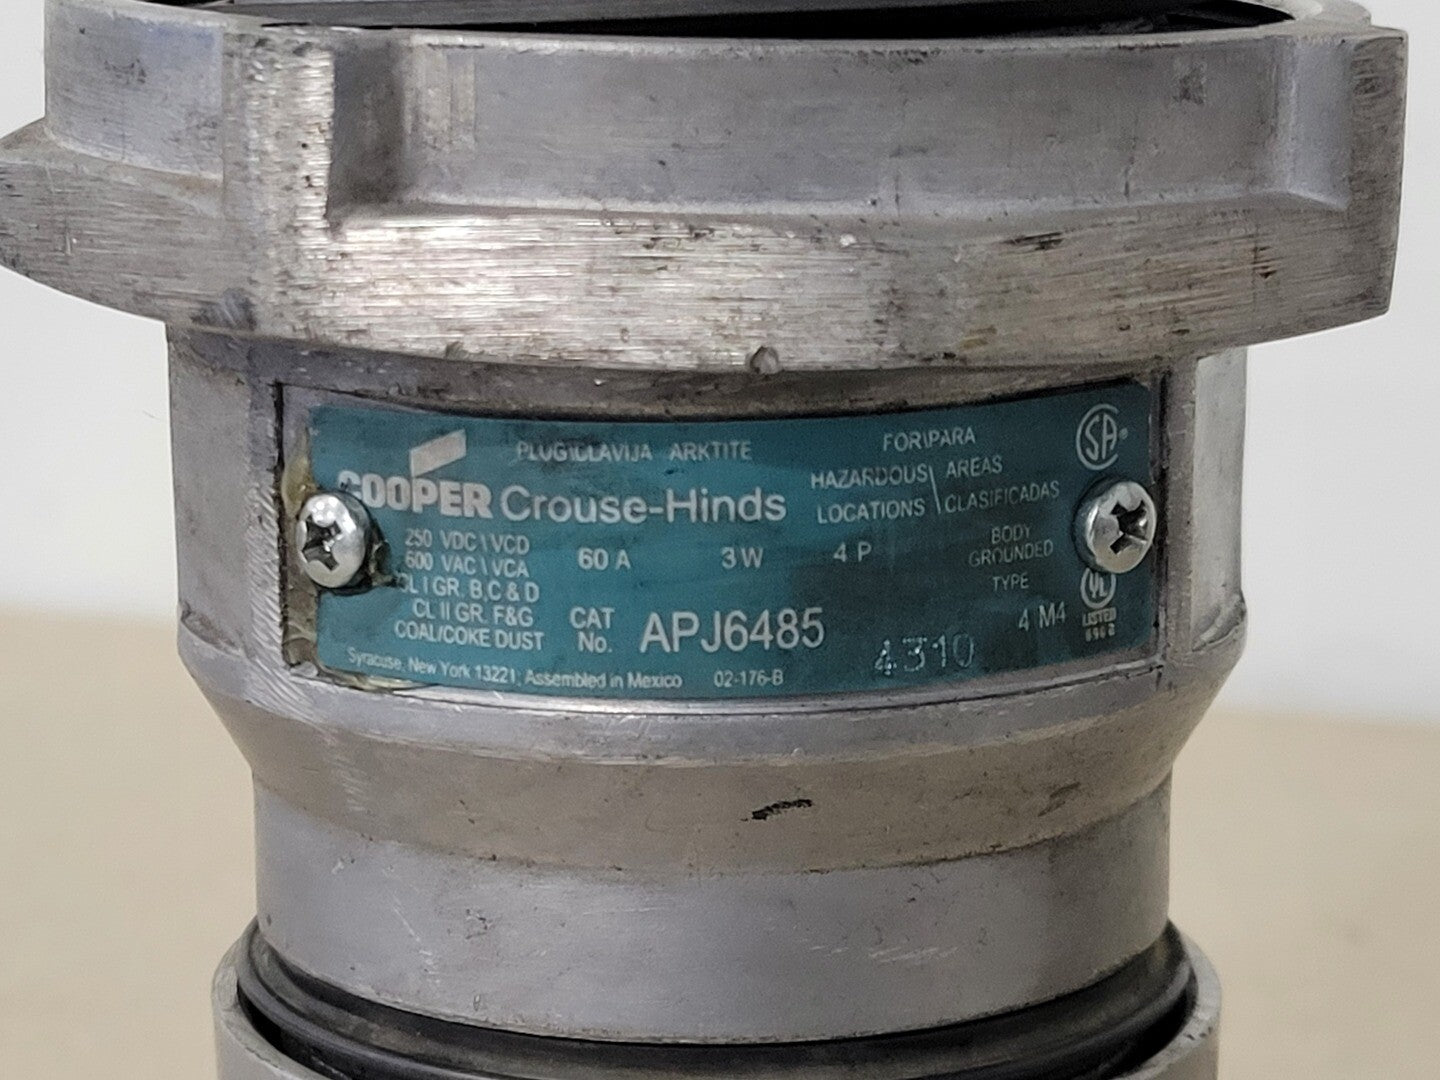 PLUG\CLAVIJA ARKTITE
FOR\PARA
COOPER Crouse-Hinds
HAZARDOUS \ AREAS
LOCATIONS \ CLASIFICADAS
SA
250 VDC\VCD
600 VAC\VCA
60 A 3 W 4 P
BODY
GROUNDED
TYPE
CL I GR. B,C & D
CL II GR. F&G
COAL/COKE DUST
CAT
No. APJ6485
4310
4 M4
UL
LISTED
Syracuse, New York 13221, Assembled in Mexico 02-176-B